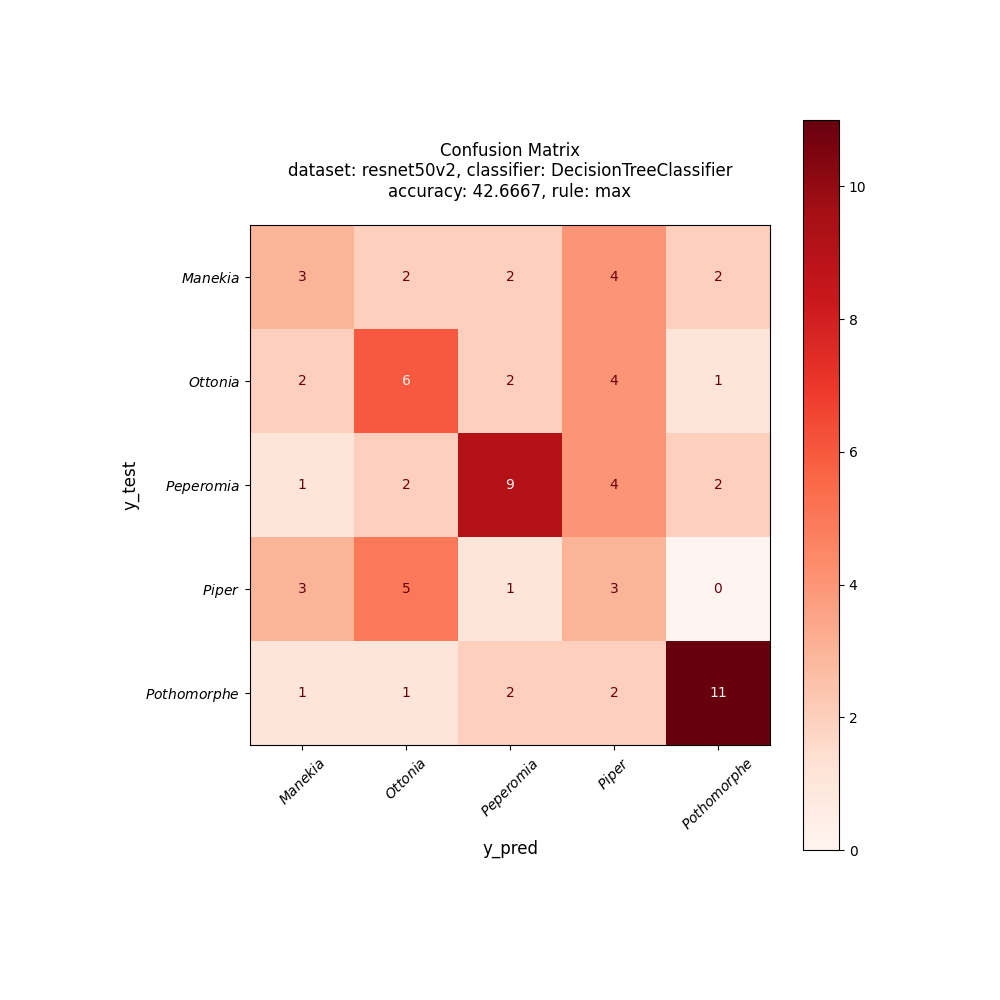 Confusion Matrix
dataset: resnet50v2, classifier: DecisionTreeClassifier
accuracy: 42.6667, rule: max
Manekia 3 2 2 4 2
Ottonia 2 6 2 4 1
Peperomia 1 2 9 4 2
Piper 3 5 1 3 0
Pothomorphe 1 1 2 2 11
Manekia Ottonia Peperomia Piper Pothomorphe
y_test
y_pred
10
8
6
4
2
0